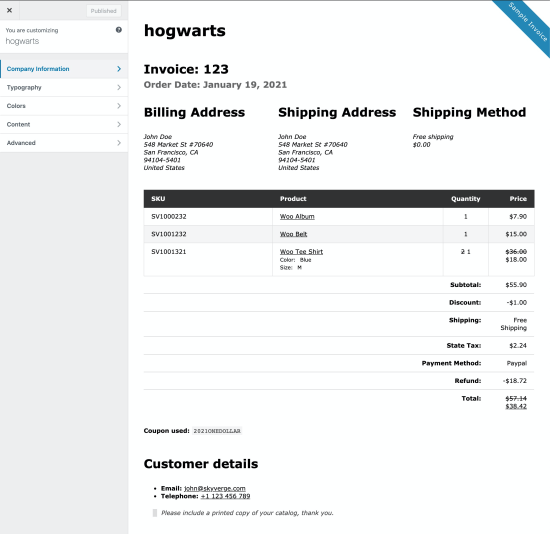 Published
You are customizing
hogwarts
Company Information
Typography
Colors
Content
Advanced
Sample Invoice
hogwarts
Invoice: 123
Order Date: January 19, 2021
Billing Address Shipping Address Shipping Method
John Doe John Doe Free shipping
548 Market St #70640 548 Market St #70640 $0.00
San Francisco, CA San Francisco, CA
94104-5401 94104-5401
United States United States
SKU Product Quantity Price
SV1000232 Woo Album 1 $7.90
SV1001232 Woo Belt 1 $15.00
SV1001321 Woo Tee Shirt 2 1 $36.00
Color: Blue $18.00
Size: M
Subtotal: $55.90
Discount: -$1.00
Shipping: Free
Shipping
State Tax: $2.24
Payment Method: Paypal
Refund: -$18.72
Total: $57.14
$38.42
Coupon used: 2021ONEDOLLAR
Customer details
• Email: john@skyverge.com
• Telephone: +1 123 456 789
Please include a printed copy of your catalog, thank you.